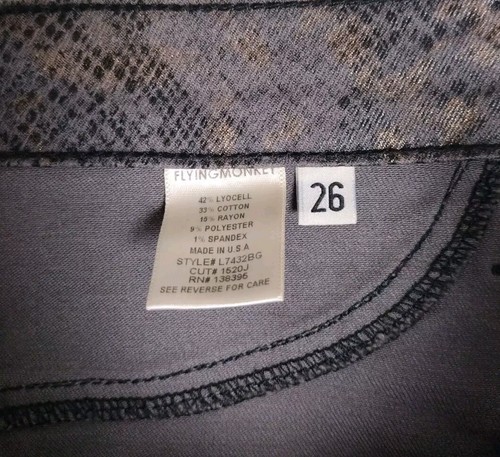 FLYINGMONKEY
42% LYOCELL
33% COTTON
26
15% RAYON
9% POLYESTER
1% SPANDEX
MADE IN U.S.A
STYLE# L7432BG
CUT# 1520J
RN# 138395
SEE REVERSE FOR CARE